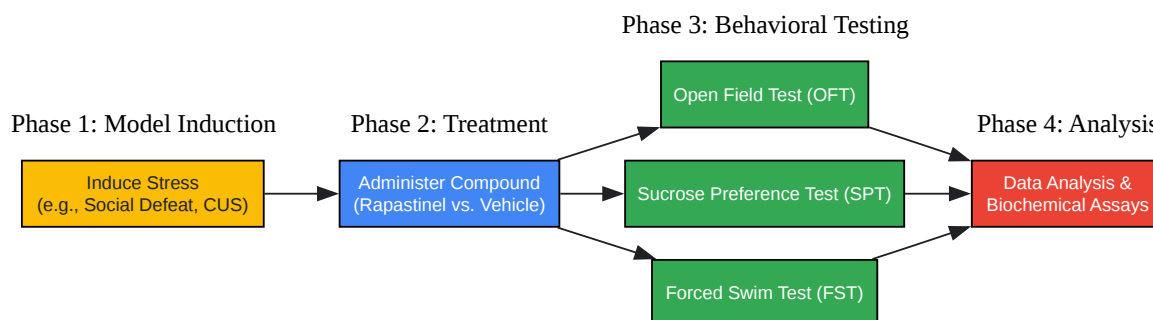 Phase 3: Behavioral Testing
Open Field Test (OFT)
Phase 1: Model Induction
Phase 2: Treatment
Phase 4: Analysis
Induce Stress
(e.g., Social Defeat, CUS)
Administer Compound
(Rapastinel vs. Vehicle)
Sucrose Preference Test (SPT)
Data Analysis &
Biochemical Assays
Forced Swim Test (FST)